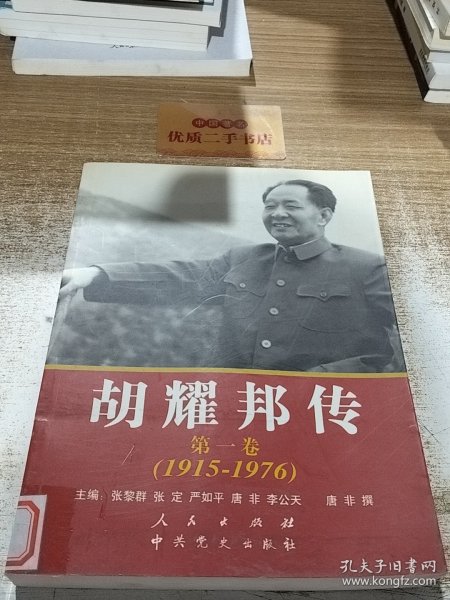 中国著名
优质二手书店
胡耀邦传
第一卷
(1915-1976)
主编：张黎群 张 定 严如平 唐 非 李公天 唐 非 撰
人民出版社
中共党史出版社
孔夫子旧书网
www.kongfz.com